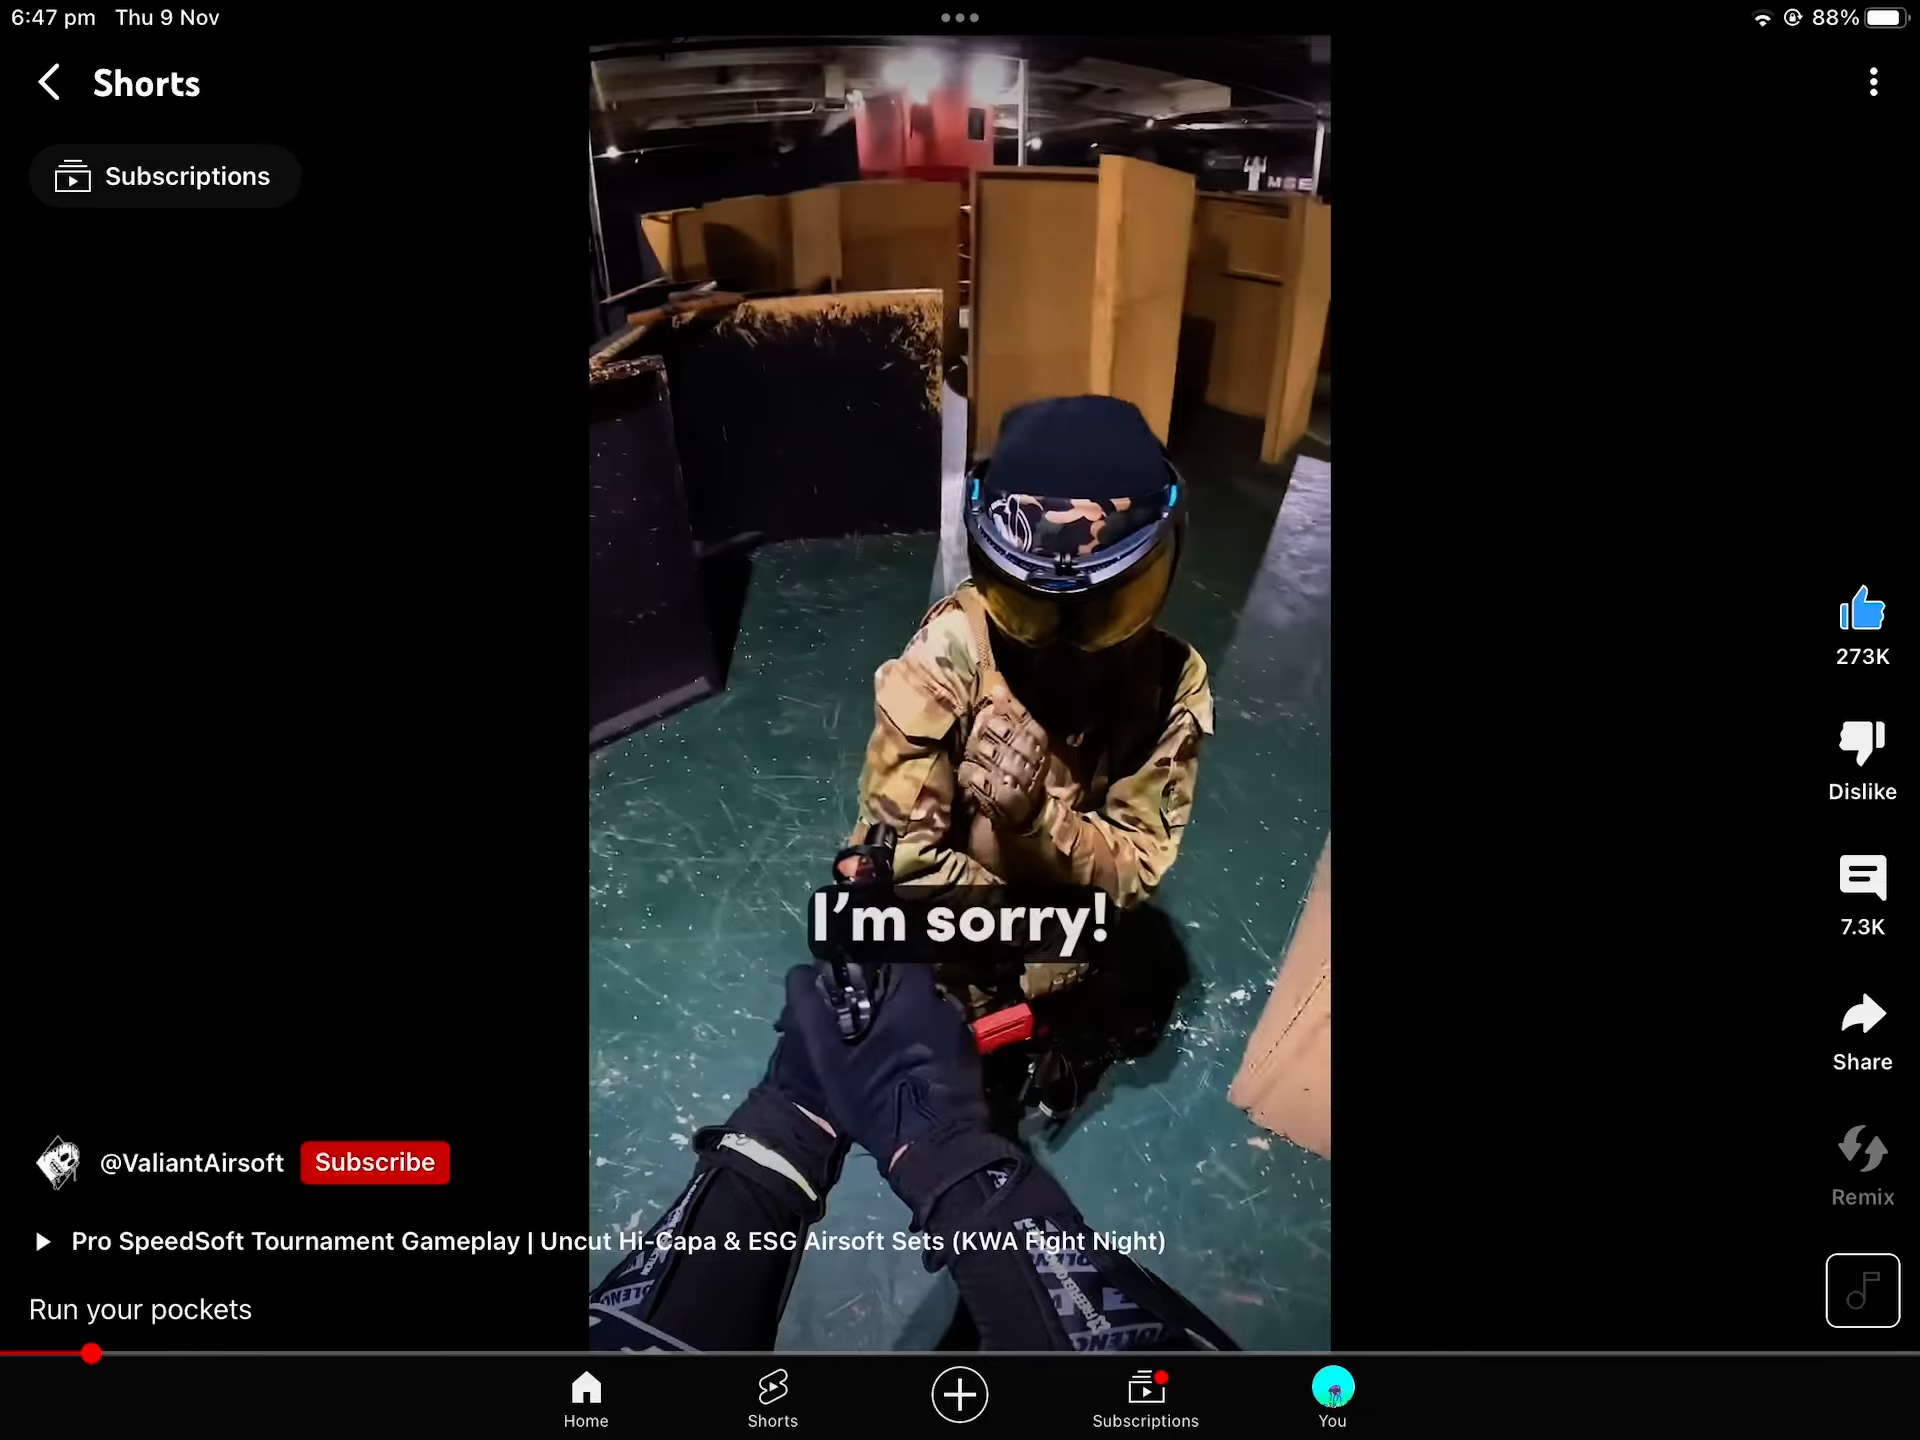 6:47 pm Thu 9 Nov
88%
Shorts
Subscriptions
MSE
I'm sorry!
273K
Dislike
7.3K
Share
Remix
@ValiantAirsoft Subscribe
Pro SpeedSoft Tournament Gameplay | Uncut Hi-Capa & ESG Airsoft Sets (KWA Fight Night)
Run your pockets
Home
Shorts
Subscriptions
You